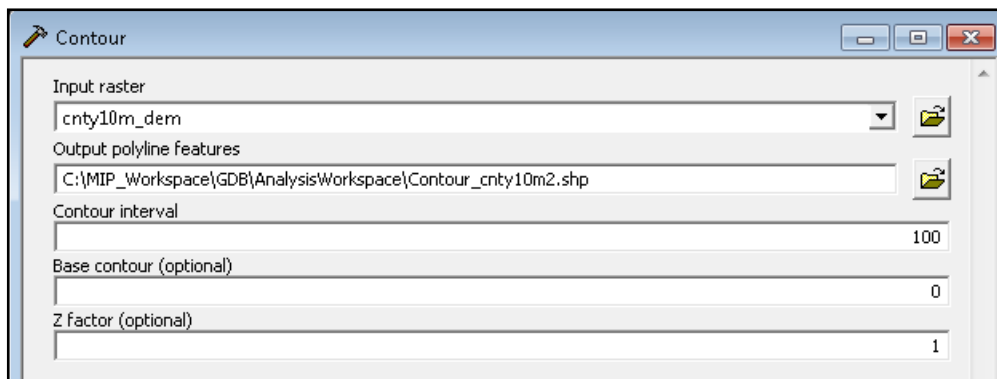 Contour
Input raster
cnty10m_dem
Output polyline features
C:\MIP_Workspace\GDB\AnalysisWorkspace\Contour_cnty10m2.shp
Contour interval
100
Base contour (optional)
0
Z factor (optional)
1